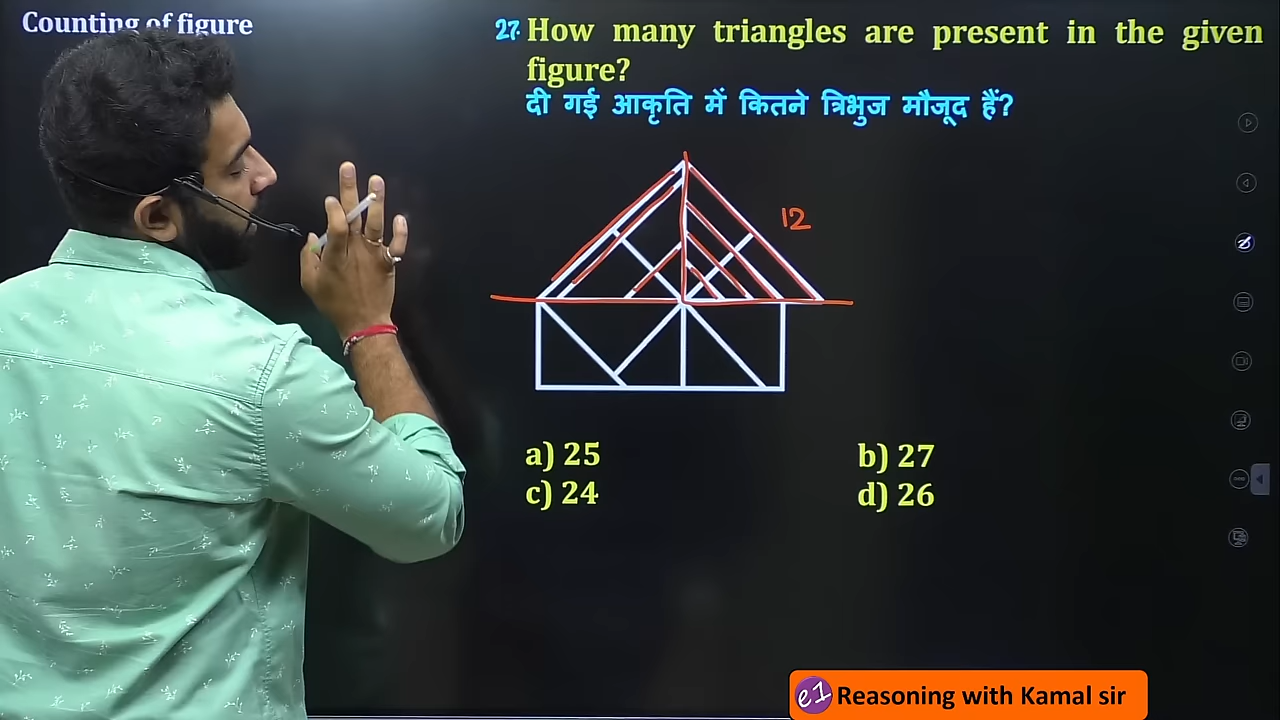 Counting of figure
27. How many triangles are present in the given
figure?
दी गई आकृति में कितने त्रिभुज मौजूद हैं?
12
a) 25
b) 27
c) 24
d) 26
e1 Reasoning with Kamal sir